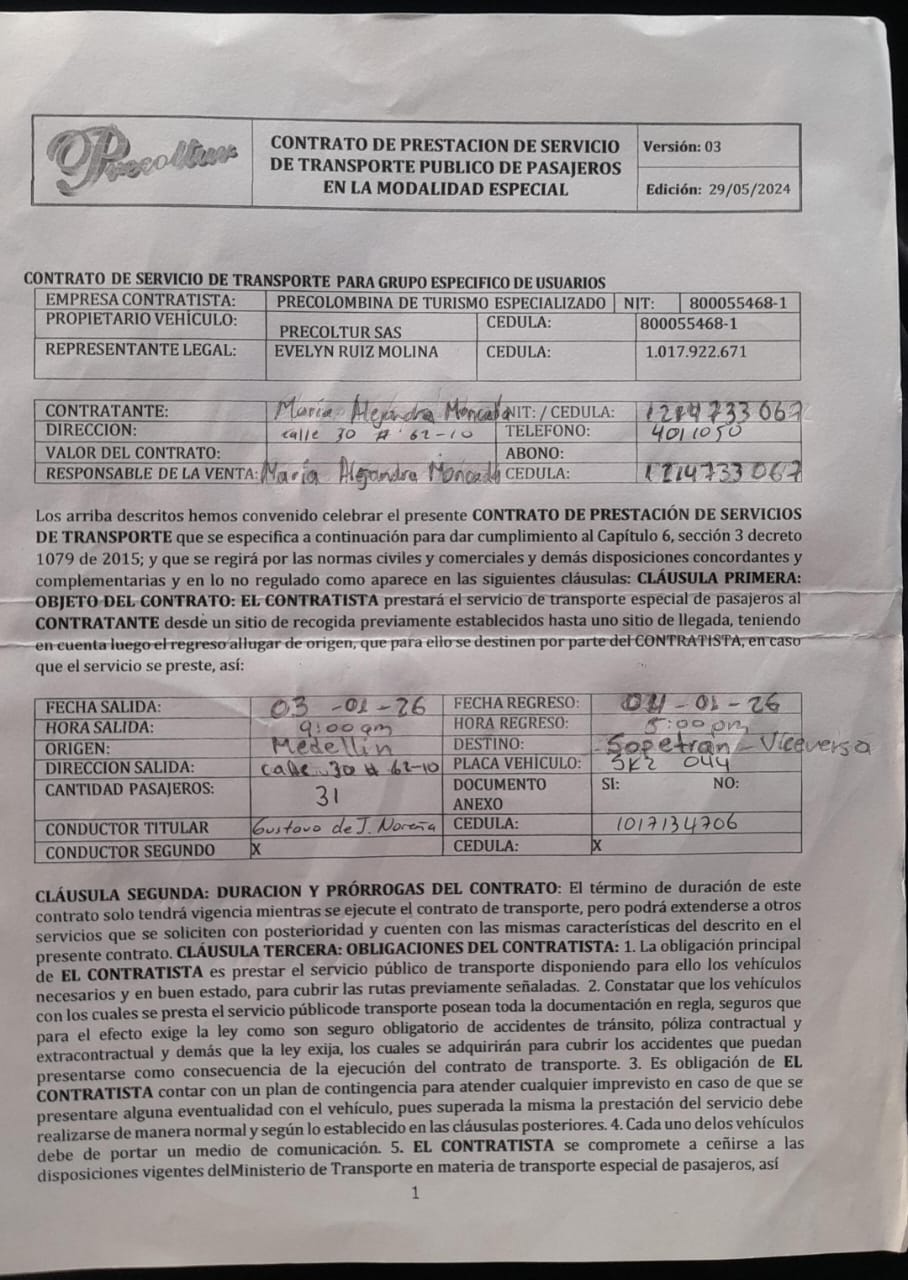 Precoltur
CONTRATO DE PRESTACION DE SERVICIO
DE TRANSPORTE PUBLICO DE PASAJEROS
EN LA MODALIDAD ESPECIAL
Versión: 03
Edición: 29/05/2024
CONTRATO DE SERVICIO DE TRANSPORTE PARA GRUPO ESPECIFICO DE USUARIOS
EMPRESA CONTRATISTA: PRECOLOMBINA DE TURISMO ESPECIALIZADO NIT: 800055468-1
PROPIETARIO VEHÍCULO: PRECOLTUR SAS CEDULA: 800055468-1
REPRESENTANTE LEGAL: EVELYN RUIZ MOLINA CEDULA: 1.017.922.671
CONTRATANTE: María Alejandra Moncada NIT: / CEDULA: 1214733067
DIRECCION: calle 30 # 62-10 TELEFONO: 4011050
VALOR DEL CONTRATO: ABONO:
RESPONSABLE DE LA VENTA: María Alejandra Moncada CEDULA: 1214733067
Los arriba descritos hemos convenido celebrar el presente CONTRATO DE PRESTACIÓN DE SERVICIOS
DE TRANSPORTE que se especifica a continuación para dar cumplimiento al Capítulo 6, sección 3 decreto
1079 de 2015; y que se regirá por las normas civiles y comerciales y demás disposiciones concordantes y
complementarias y en lo no regulado como aparece en las siguientes cláusulas: CLÁUSULA PRIMERA:
OBJETO DEL CONTRATO: EL CONTRATISTA prestará el servicio de transporte especial de pasajeros al
CONTRATANTE desde un sitio de recogida previamente establecidos hasta uno sitio de llegada, teniendo
en cuenta luego el regreso allugar de origen, que para ello se destinen por parte del CONTRATISTA, en caso
que el servicio se preste, así:
FECHA SALIDA: 03 -01 -26 FECHA REGRESO: 04 - 01 - 26
HORA SALIDA: 9:00 am HORA REGRESO: 5:00 pm
ORIGEN: Medellín DESTINO: Sopetran - Viceversa
DIRECCION SALIDA: calle 30 # 62-10 PLACA VEHÍCULO: 044
CANTIDAD PASAJEROS: 31 DOCUMENTO ANEXO SI: NO:
CONDUCTOR TITULAR Gustavo de J. Noreña CEDULA: 1017134706
CONDUCTOR SEGUNDO X CEDULA: X
CLÁUSULA SEGUNDA: DURACION Y PRÓRROGAS DEL CONTRATO: El término de duración de este
contrato solo tendrá vigencia mientras se ejecute el contrato de transporte, pero podrá extenderse a otros
servicios que se soliciten con posterioridad y cuenten con las mismas características del descrito en el
presente contrato. CLÁUSULA TERCERA: OBLIGACIONES DEL CONTRATISTA: 1. La obligación principal
de EL CONTRATISTA es prestar el servicio público de transporte disponiendo para ello los vehículos
necesarios y en buen estado, para cubrir las rutas previamente señaladas. 2. Constatar que los vehículos
con los cuales se presta el servicio públicode transporte posean toda la documentación en regla, seguros que
para el efecto exige la ley como son seguro obligatorio de accidentes de tránsito, póliza contractual y
extracontractual y demás que la ley exija, los cuales se adquirirán para cubrir los accidentes que puedan
presentarse como consecuencia de la ejecución del contrato de transporte. 3. Es obligación de EL
CONTRATISTA contar con un plan de contingencia para atender cualquier imprevisto en caso de que se
presentare alguna eventualidad con el vehículo, pues superada la misma la prestación del servicio debe
realizarse de manera normal y según lo establecido en las cláusulas posteriores. 4. Cada uno delos vehículos
debe de portar un medio de comunicación. 5. EL CONTRATISTA se compromete a ceñirse a las
disposiciones vigentes delMinisterio de Transporte en materia de transporte especial de pasajeros, así
1